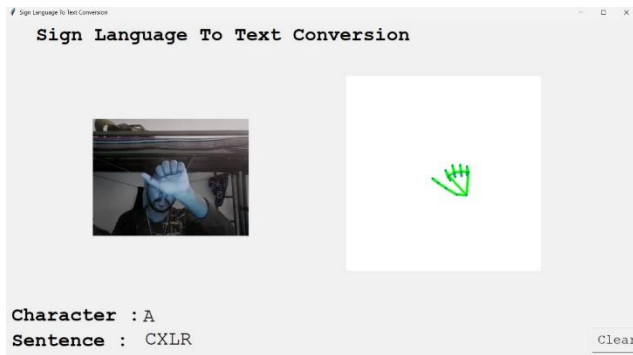 Sign Language To Text Conversion
Sign Language To Text Conversion
Character : A
Sentence : CXLR
Clear